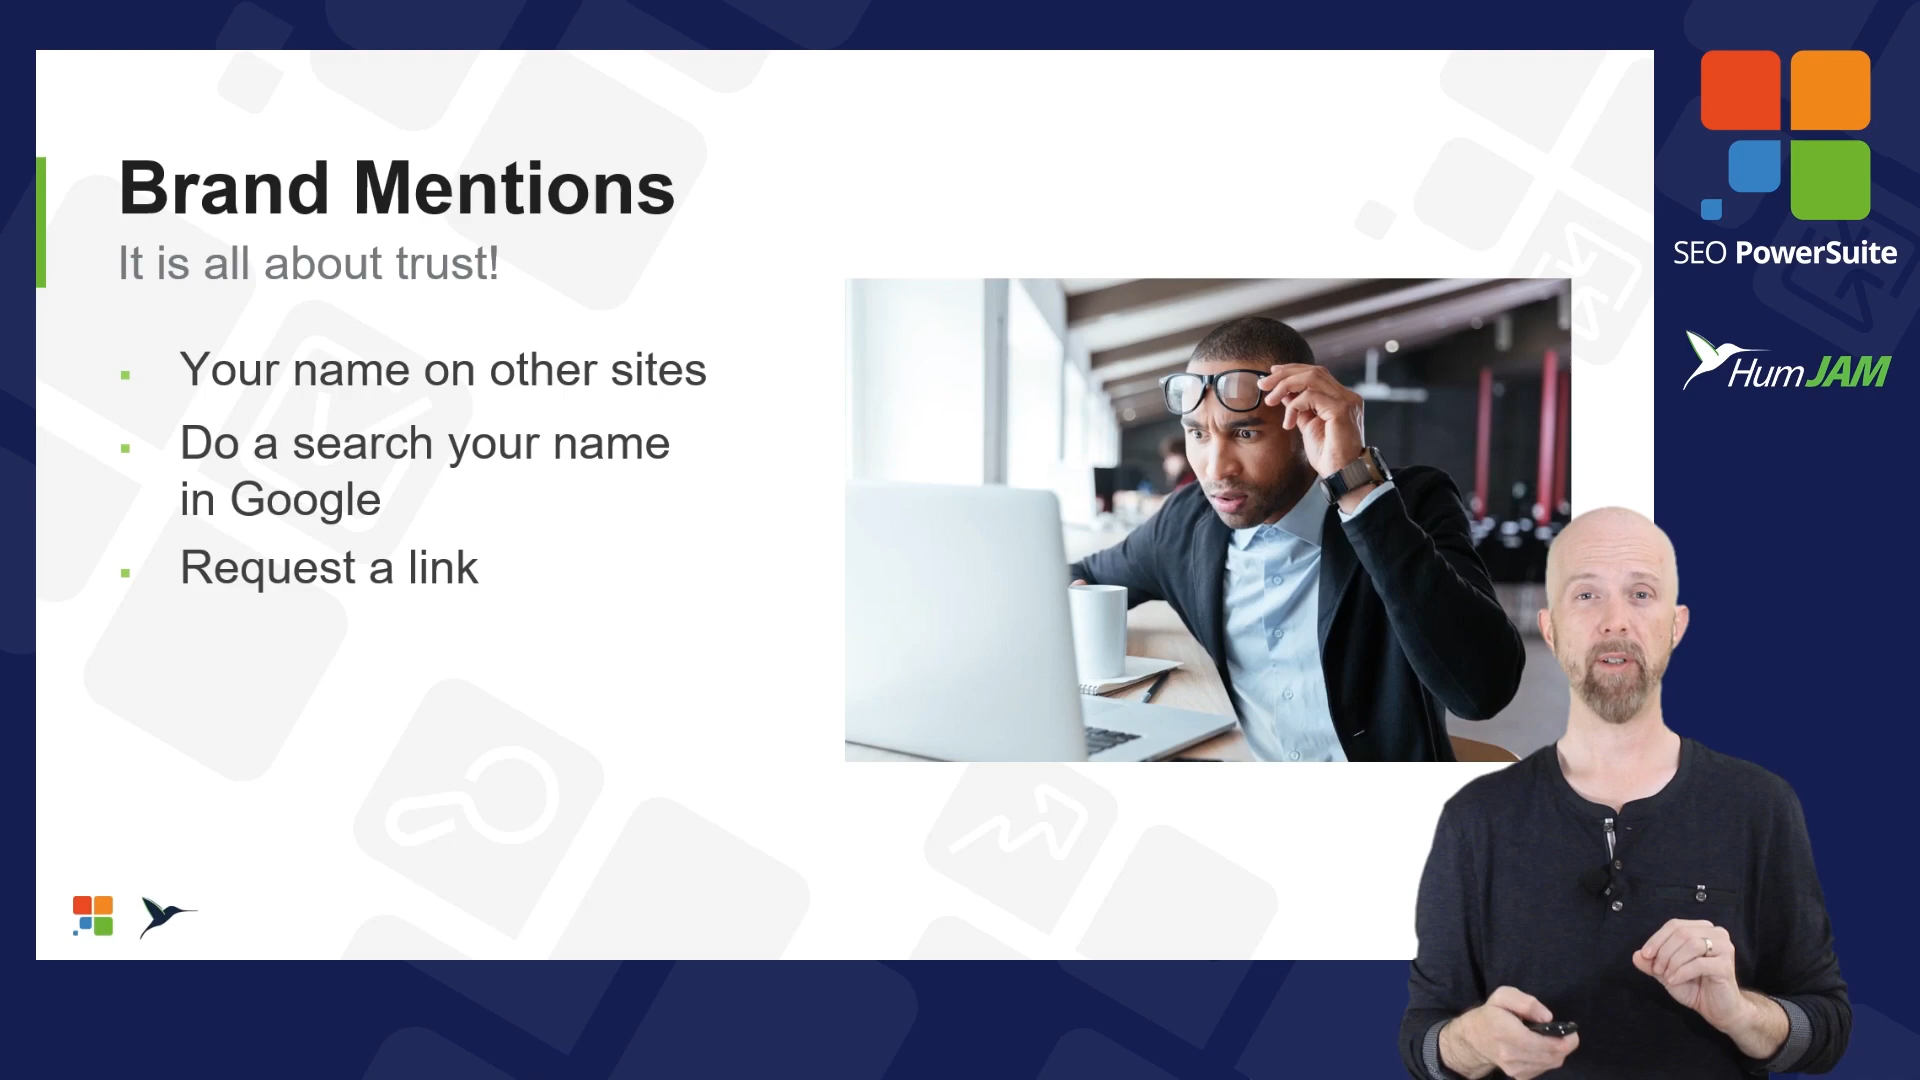 Brand Mentions
It is all about trust!
Your name on other sites
Do a search your name
in Google
Request a link
SEO PowerSuite
HumJAM